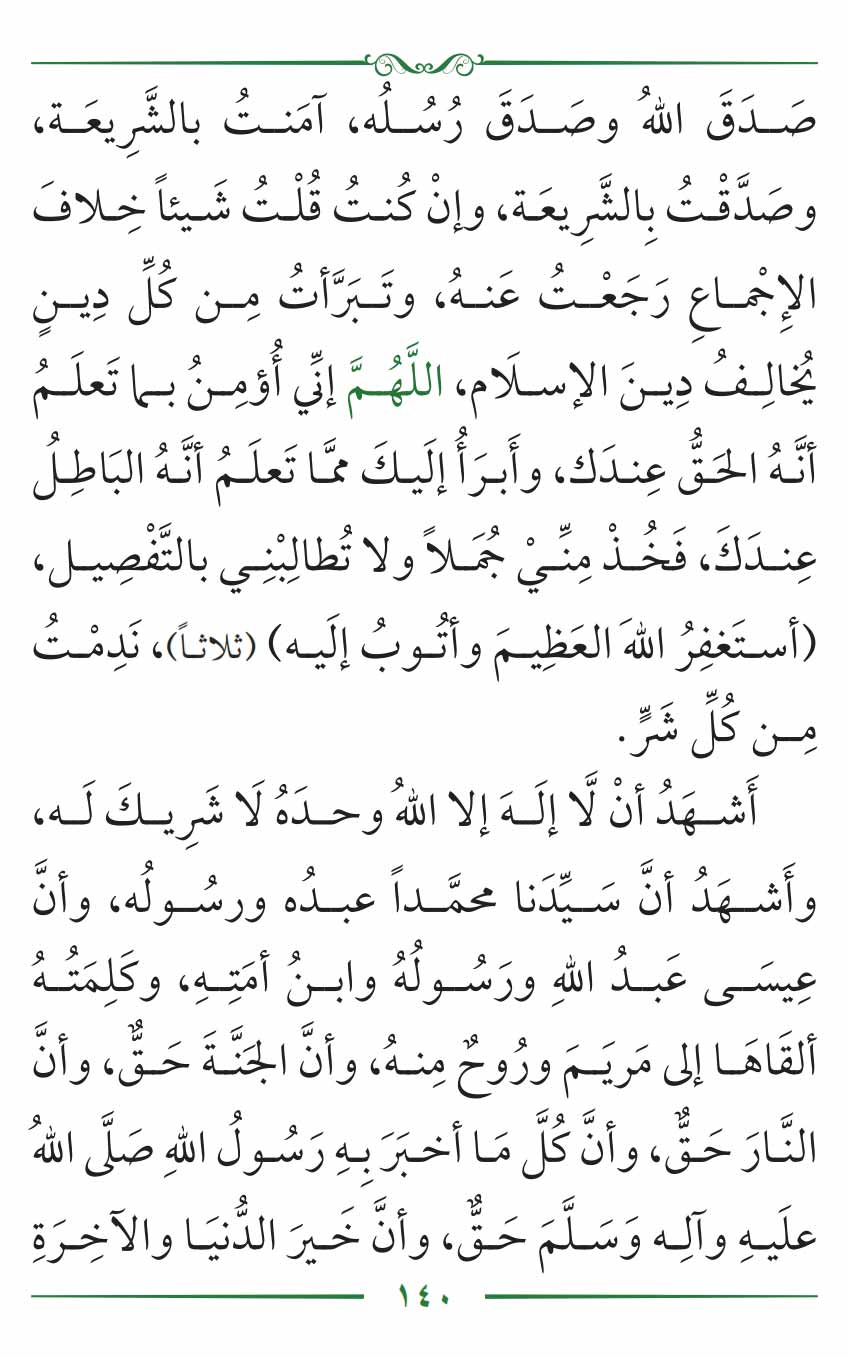 صَدَقَ اللهُ وصَدَقَ رُسُلُه، آمَنتُ بالشَّرِيعَة،
وصَدَّقْتُ بِالشَّرِيعَة، وإنْ كُنتُ قُلْتُ شَيئاً خِلافَ
الإِجْماعِ رَجَعْتُ عَنهُ، وتَبَرَّأتُ مِن كُلِّ دِينٍ
يُخالِفُ دِينَ الإسلَام، اللَّهُمَّ إنِّي أُؤمِنُ بما تَعلَمُ
أنَّهُ الحَقُّ عِندَك، وأَبرَأُ إلَيكَ ممَّا تَعلَمُ أنَّهُ البَاطِلُ
عِندَكَ، فَخُذْ مِنِّيْ جُمَلاً ولا تُطالِبْنِي بالتَّفْصِيل،
(أستَغفِرُ اللهَ العَظِيمَ وأتُوبُ إلَيه) (ثلاثاً)، نَدِمْتُ
مِن كُلِّ شَرٍّ.
أَشهَدُ أنْ لَّا إلَهَ إلا اللهُ وحدَهُ لَا شَرِيكَ لَه،
وأَشهَدُ أنَّ سَيِّدَنا محمَّداً عبدُه ورسُولُه، وأنَّ
عِيسَى عَبدُ اللهِ ورَسُولُهُ وابنُ أمَتِهِ، وكَلِمَتُهُ
ألقَاهَا إلى مَريَمَ ورُوحٌ مِنهُ، وأنَّ الجَنَّةَ حَقٌّ، وأنَّ
النَّارَ حَقٌّ، وأنَّ كُلَّ مَا أخبَرَ بِهِ رَسُولُ اللهِ صَلَّى اللهُ
علَيهِ وآلِه وَسَلَّمَ حَقٌّ، وأنَّ خَيرَ الدُّنيَا والآخِرَةِ
١٤٠